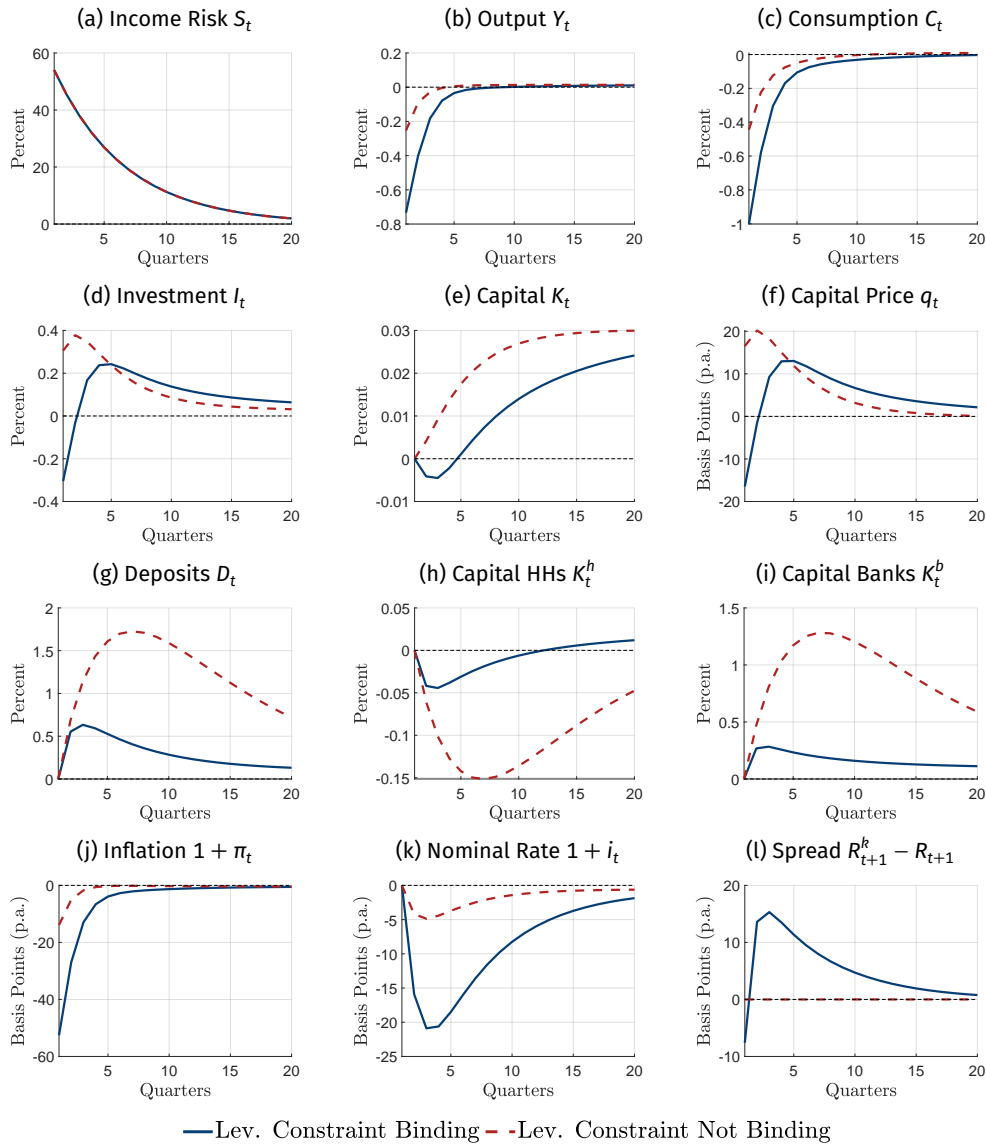 (a) Income Risk S_t
(b) Output Y_t
(c) Consumption C_t
Percent
60
40
20
0
5
10
15
20
Quarters
Percent
0.2
0
-0.2
-0.4
-0.6
-0.8
5
10
15
20
Quarters
Percent
0
-0.2
-0.4
-0.6
-0.8
-1
5
10
15
20
Quarters
(d) Investment I_t
(e) Capital K_t
(f) Capital Price q_t
Percent
0.4
0.2
0
-0.2
-0.4
5
10
15
20
Quarters
Percent
0.03
0.02
0.01
0
-0.01
5
10
15
20
Quarters
Basis Points (p.a.)
20
10
0
-10
-20
5
10
15
20
Quarters
(g) Deposits D_t
(h) Capital HHs K_t^h
(i) Capital Banks K_t^b
Percent
2
1.5
1
0.5
0
5
10
15
20
Quarters
Percent
0.05
0
-0.05
-0.1
-0.15
5
10
15
20
Quarters
Percent
1.5
1
0.5
0
5
10
15
20
Quarters
(j) Inflation 1 + π_t
(k) Nominal Rate 1 + i_t
(l) Spread R_{t+1}^k − R_{t+1}
Basis Points (p.a.)
0
-20
-40
-60
5
10
15
20
Quarters
Basis Points (p.a.)
0
-5
-10
-15
-20
-25
5
10
15
20
Quarters
Basis Points (p.a.)
20
10
0
-10
5
10
15
20
Quarters
Lev. Constraint Binding
Lev. Constraint Not Binding